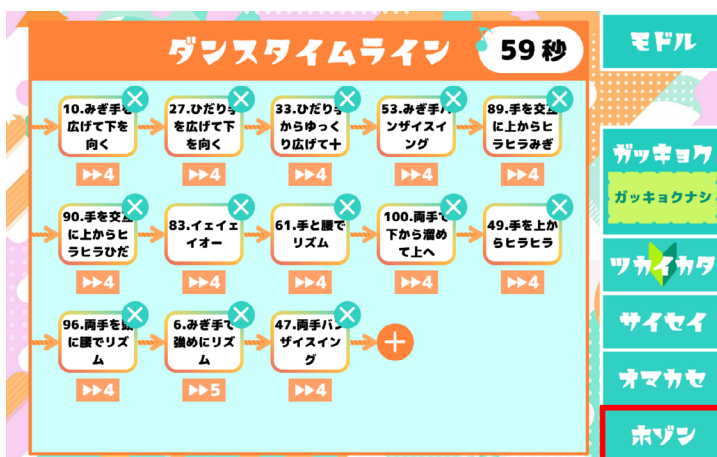 ダンスタイムライン
59秒
10.みぎ手を
広げて下を
向く
▶▶4
27.ひだり手
を広げて下
を向く
▶▶4
33.ひだり
からゆっく
り広げて十
▶▶4
53.みぎ手
ンザイスイ
ング
▶▶4
89.手を交互
に上からヒ
ラヒラみぎ
▶▶4
90.手を交互
に上からヒ
ラヒラひだ
▶▶4
83.イェイェ
イオー
▶▶4
61.手と腰で
リズム
▶▶4
100.両手で
下から溜め
て上へ
▶▶4
49.手を上か
らヒラヒラ
▶▶4
96.両手を
に腰でリズ
ム
▶▶4
6.みぎ手で
強めにリズ
ム
▶▶5
47.両手バン
ザイスイン
グ
▶▶4
モドル
ガッキョク
ガッキョクナシ
ツカイカタ
サイセイ
オマカセ
ホゾン